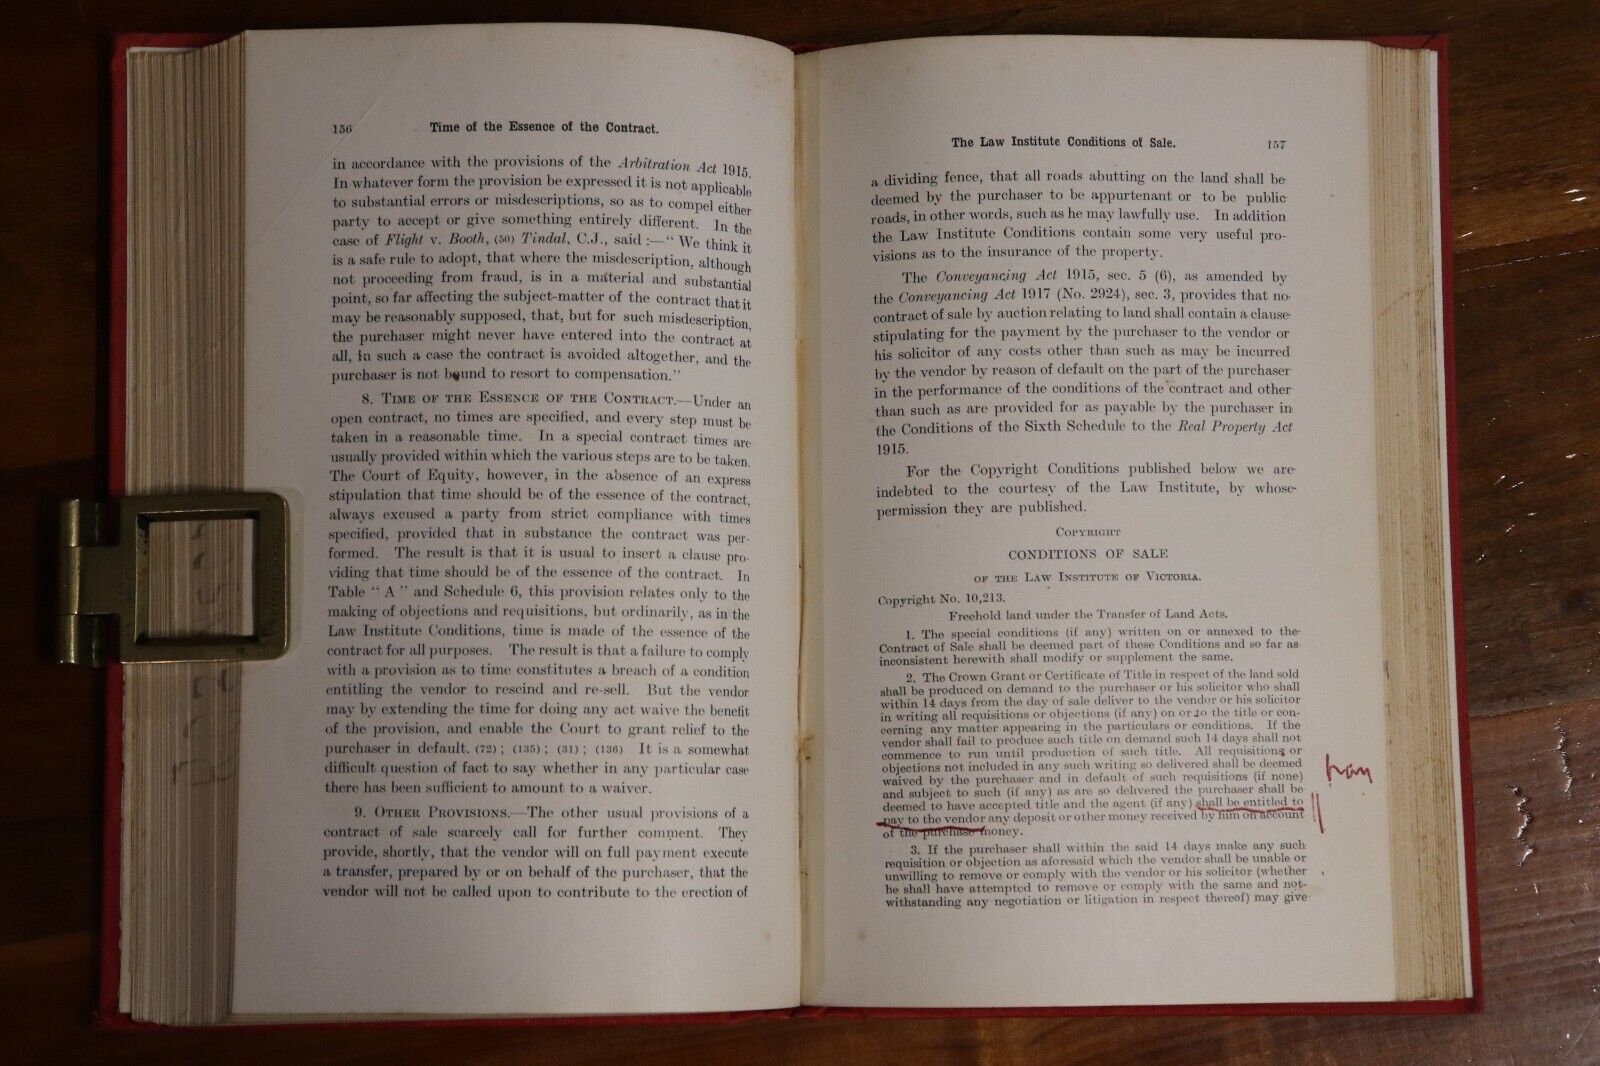 156 Time of the Essence of the Contract.
in accordance with the provisions of the Arbitration Act 1915.
In whatever form the provision be expressed it is not applicable
to substantial errors or misdescriptions, so as to compel either
party to accept or give something entirely different. In the
case of Flight v. Booth, (50) Tindal, C.J., said :—" We think it
is a safe rule to adopt, that where the misdescription, although
not proceeding from fraud, is in a material and substantial
point, so far affecting the subject-matter of the contract that it
may be reasonably supposed, that, but for such misdescription,
the purchaser might never have entered into the contract at
all, in such a case the contract is avoided altogether, and the
purchaser is not bound to resort to compensation."
8. TIME OF THE ESSENCE OF THE CONTRACT.—Under an
open contract, no times are specified, and every step must be
taken in a reasonable time. In a special contract times are
usually provided within which the various steps are to be taken.
The Court of Equity, however, in the absence of an express
stipulation that time should be of the essence of the contract,
always excused a party from strict compliance with times
specified, provided that in substance the contract was per-
formed. The result is that it is usual to insert a clause pro-
viding that time should be of the essence of the contract. In
Table " A " and Schedule 6, this provision relates only to the
making of objections and requisitions, but ordinarily, as in the
Law Institute Conditions, time is made of the essence of the
contract for all purposes. The result is that a failure to comply
with a provision as to time constitutes a breach of a condition
entitling the vendor to rescind and re-sell. But the vendor
may by extending the time for doing any act waive the benefit
of the provision, and enable the Court to grant relief to the
purchaser in default. (72) ; (135) ; (31) ; (136) It is a somewhat
difficult question of fact to say whether in any particular case
there has been sufficient to amount to a waiver.
9. OTHER PROVISIONS.—The other usual provisions of a
contract of sale scarcely call for further comment. They
provide, shortly, that the vendor will on full payment execute
a transfer, prepared by or on behalf of the purchaser, that the
vendor will not be called upon to contribute to the erection of
The Law Institute Conditions of Sale. 157
a dividing fence, that all roads abutting on the land shall be
deemed by the purchaser to be appurtenant or to be public
roads, in other words, such as he may lawfully use. In addition
the Law Institute Conditions contain some very useful pro-
visions as to the insurance of the property.
The Conveyancing Act 1915, sec. 5 (6), as amended by
the Conveyancing Act 1917 (No. 2924), sec. 3, provides that no
contract of sale by auction relating to land shall contain a clause
stipulating for the payment by the purchaser to the vendor or
his solicitor of any costs other than such as may be incurred
by the vendor by reason of default on the part of the purchaser
in the performance of the conditions of the contract and other
than such as are provided for as payable by the purchaser in
the Conditions of the Sixth Schedule to the Real Property Act
1915.
For the Copyright Conditions published below we are
indebted to the courtesy of the Law Institute, by whose
permission they are published.
COPYRIGHT
CONDITIONS OF SALE
OF THE LAW INSTITUTE OF VICTORIA.
Copyright No. 10,213.
Freehold land under the Transfer of Land Acts.
1. The special conditions (if any) written on or annexed to the
Contract of Sale shall be deemed part of these Conditions and so far as
inconsistent herewith shall modify or supplement the same.
2. The Crown Grant or Certificate of Title in respect of the land sold
shall be produced on demand to the purchaser or his solicitor who shall
within 14 days from the day of sale deliver to the vendor or his solicitor
in writing all requisitions or objections (if any) on or to the title or con-
cerning any matter appearing in the particulars or conditions. If the
vendor shall fail to produce such title on demand such 14 days shall not
commence to run until production of such title. All requisitions or
objections not included in any such writing so delivered shall be deemed
waived by the purchaser and in default of such requisitions (if none)
and subject to such (if any) as are so delivered the purchaser shall be
deemed to have accepted title and the agent (if any) shall be entitled to
pay to the vendor any deposit or other money received by him on account
of the purchase money.
3. If the purchaser shall within the said 14 days make any such
requisition or objection as aforesaid which the vendor shall be unable or
unwilling to remove or comply with the vendor or his solicitor (whether
he shall have attempted to remove or comply with the same and not-
withstanding any negotiation or litigation in respect thereof) may give